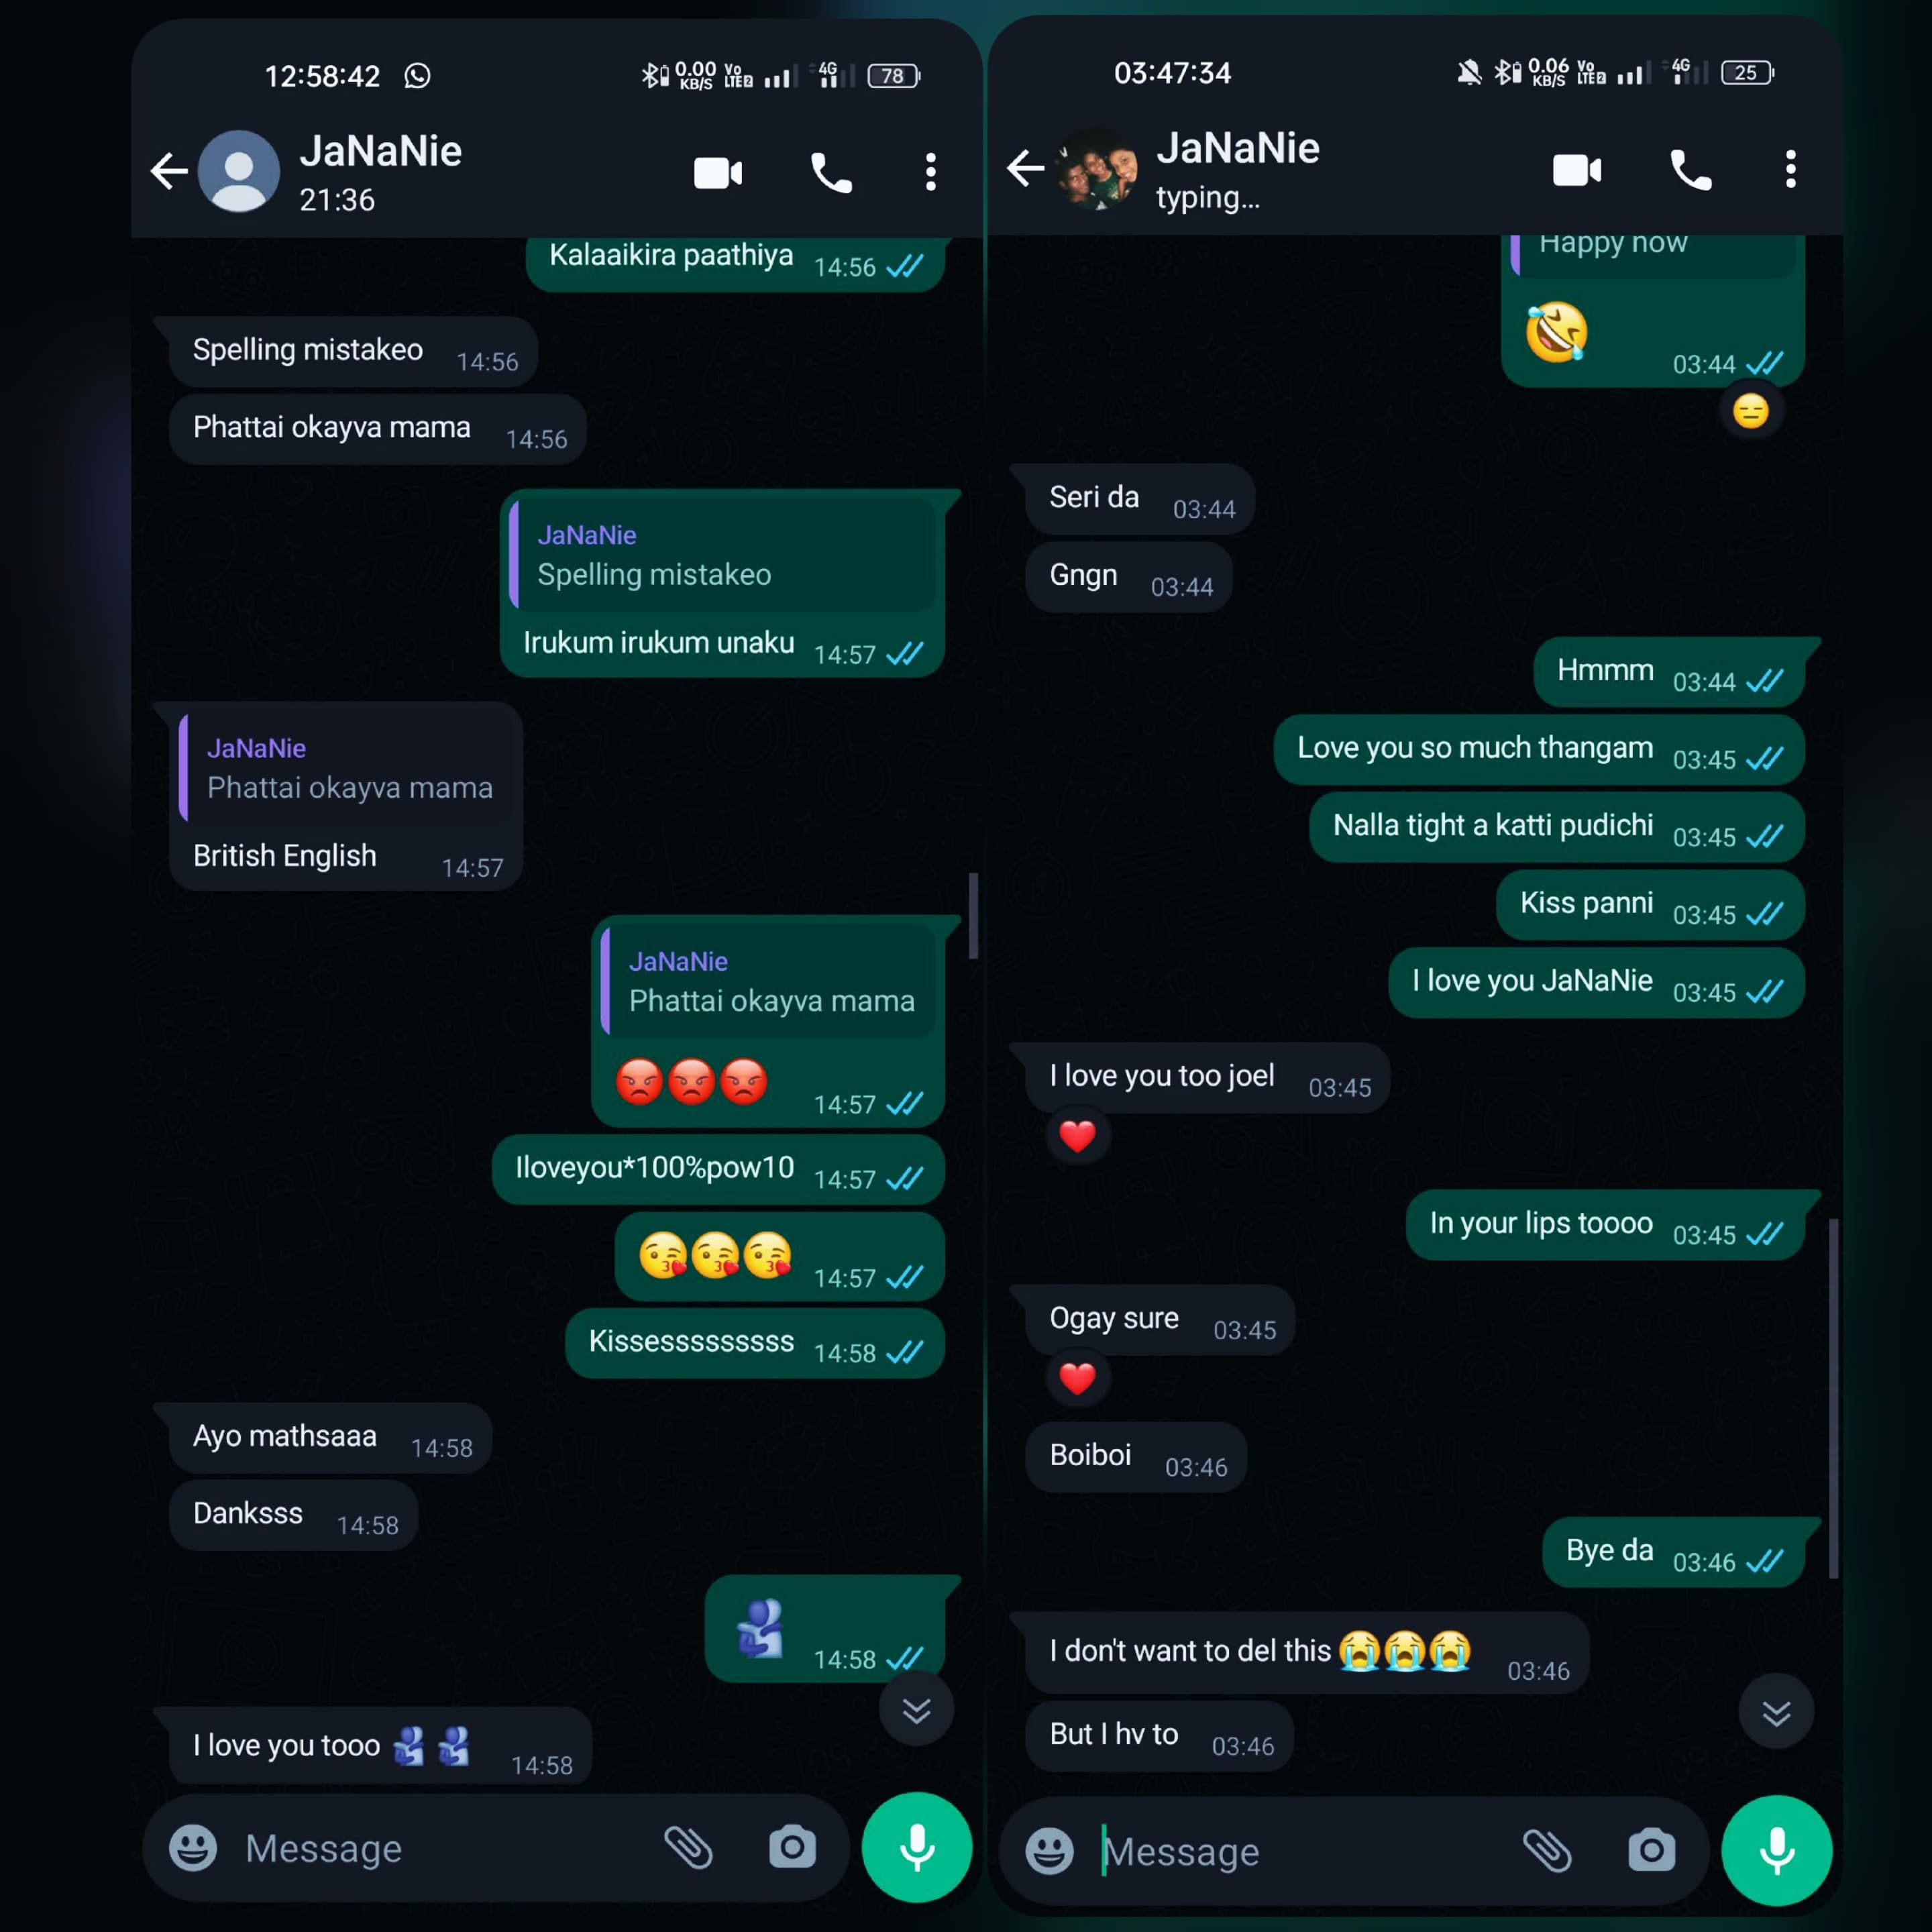 12:58:42
0.00 KB/S Vo LTE2 4G 78
JaNaNie
21:36
Kalaaikira paathiya 14:56
Spelling mistakeo 14:56
Phattai okayva mama 14:56
JaNaNie
Spelling mistakeo
Irukum irukum unaku 14:57
JaNaNie
Phattai okayva mama
British English 14:57
JaNaNie
Phattai okayva mama
😡😡😡 14:57
Iloveyou*100%pow10 14:57
😘😘😘 14:57
Kissesssssssss 14:58
Ayo mathsaaa 14:58
Danksss 14:58
🫂 14:58
I love you tooo 🫂 🫂 14:58
Message
03:47:34
0.06 KB/S Vo LTE2 4G 25
JaNaNie
typing...
Happy now
🤣 03:44
😑
Seri da 03:44
Gngn 03:44
Hmmm 03:44
Love you so much thangam 03:45
Nalla tight a katti pudichi 03:45
Kiss panni 03:45
I love you JaNaNie 03:45
I love you too joel 03:45
❤️
In your lips toooo 03:45
Ogay sure 03:45
❤️
Boiboi 03:46
Bye da 03:46
I don't want to del this 😭😭😭 03:46
But I hv to 03:46
Message